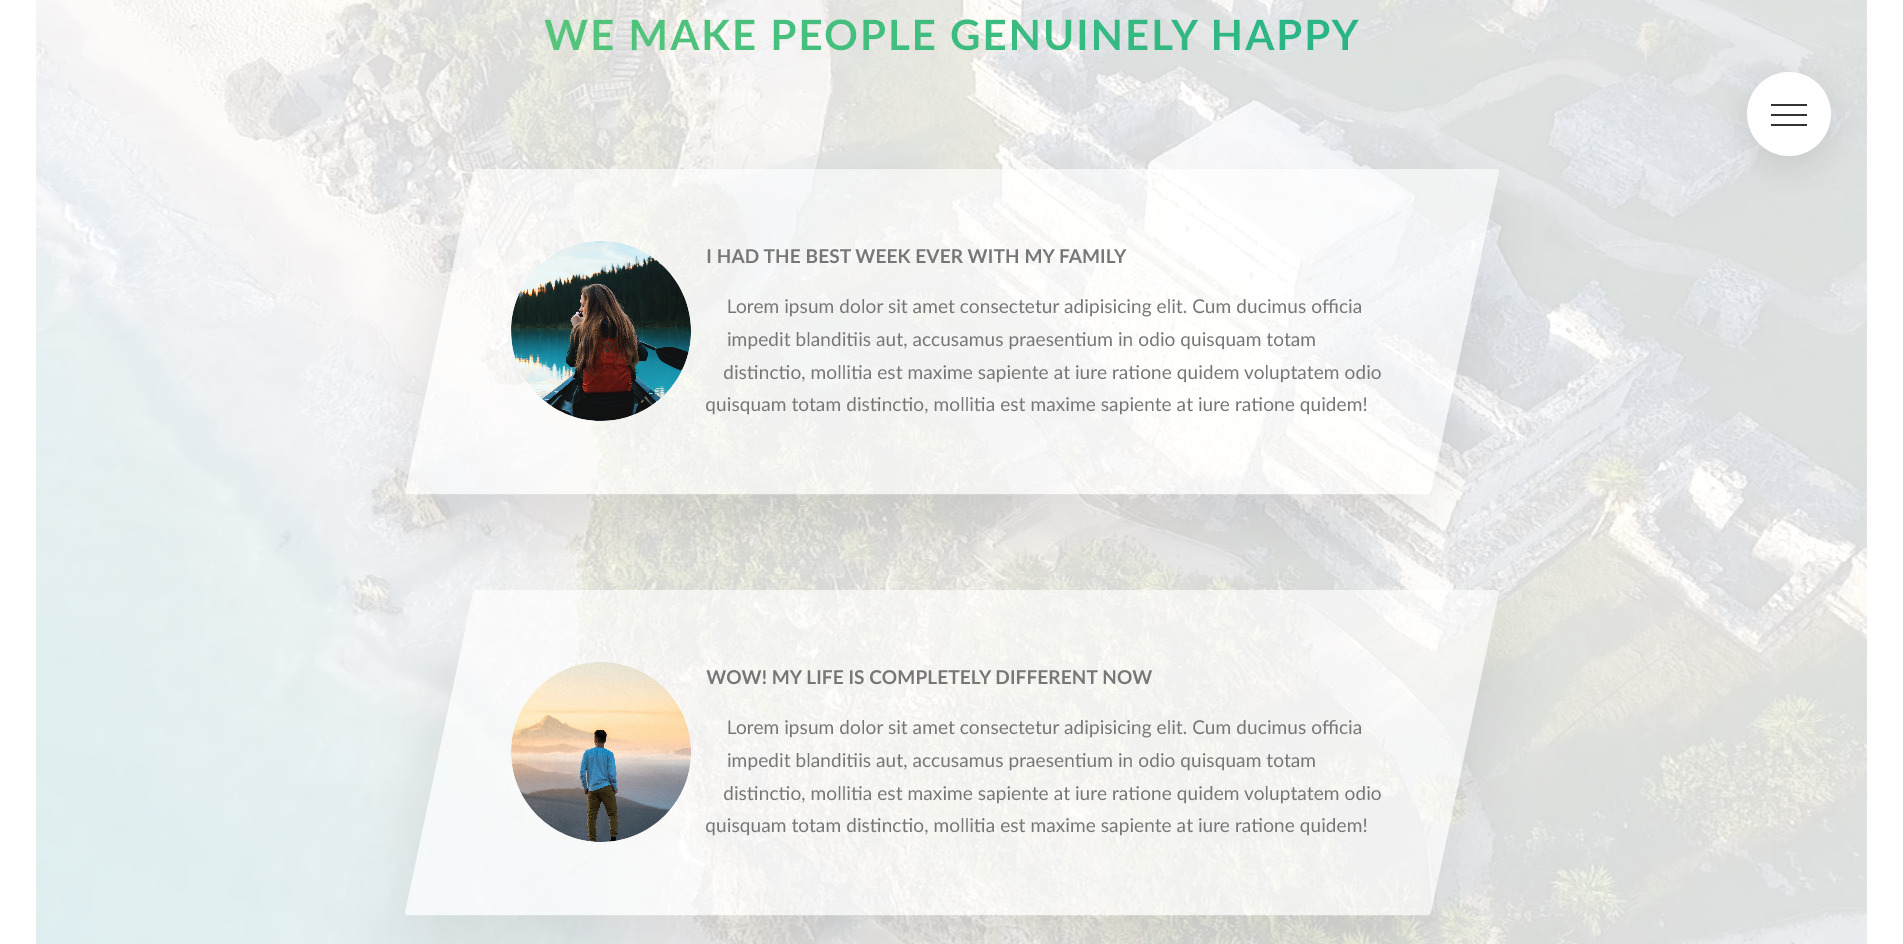 WE MAKE PEOPLE GENUINELY HAPPY
I HAD THE BEST WEEK EVER WITH MY FAMILY
Lorem ipsum dolor sit amet consectetur adipisicing elit. Cum ducimus officia
impedit blanditiis aut, accusamus praesentium in odio quisquam totam
distinctio, mollitia est maxime sapiente at iure ratione quidem voluptatem odio
quisquam totam distinctio, mollitia est maxime sapiente at iure ratione quidem!
WOW! MY LIFE IS COMPLETELY DIFFERENT NOW
Lorem ipsum dolor sit amet consectetur adipisicing elit. Cum ducimus officia
impedit blanditiis aut, accusamus praesentium in odio quisquam totam
distinctio, mollitia est maxime sapiente at iure ratione quidem voluptatem odio
quisquam totam distinctio, mollitia est maxime sapiente at iure ratione quidem!